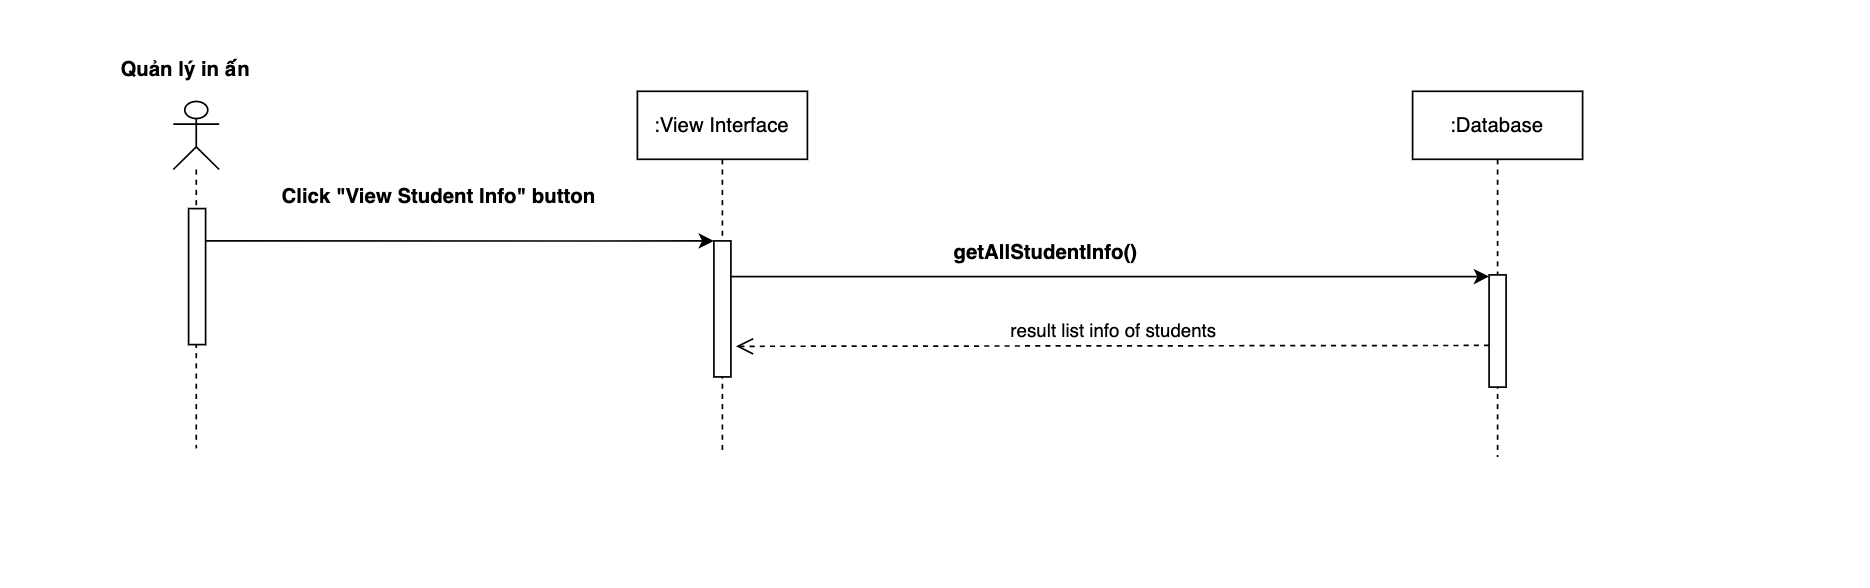 Quản lý in ấn
:View Interface
:Database
Click "View Student Info" button
getAllStudentInfo()
result list info of students